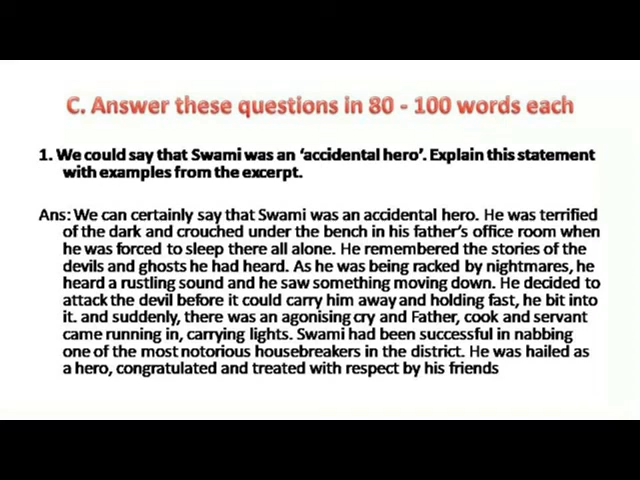 C. Answer these questions in 80 - 100 words each
1. We could say that Swami was an ‘accidental hero’. Explain this statement
with examples from the excerpt.
Ans: We can certainly say that Swami was an accidental hero. He was terrified
of the dark and crouched under the bench in his father’s office room when
he was forced to sleep there all alone. He remembered the stories of the
devils and ghosts he had heard. As he was being racked by nightmares, he
heard a rustling sound and he saw something moving down. He decided to
attack the devil before it could carry him away and holding fast, he bit into
it. and suddenly, there was an agonising cry and Father, cook and servant
came running in, carrying lights. Swami had been successful in nabbing
one of the most notorious housebreakers in the district. He was hailed as
a hero, congratulated and treated with respect by his friends